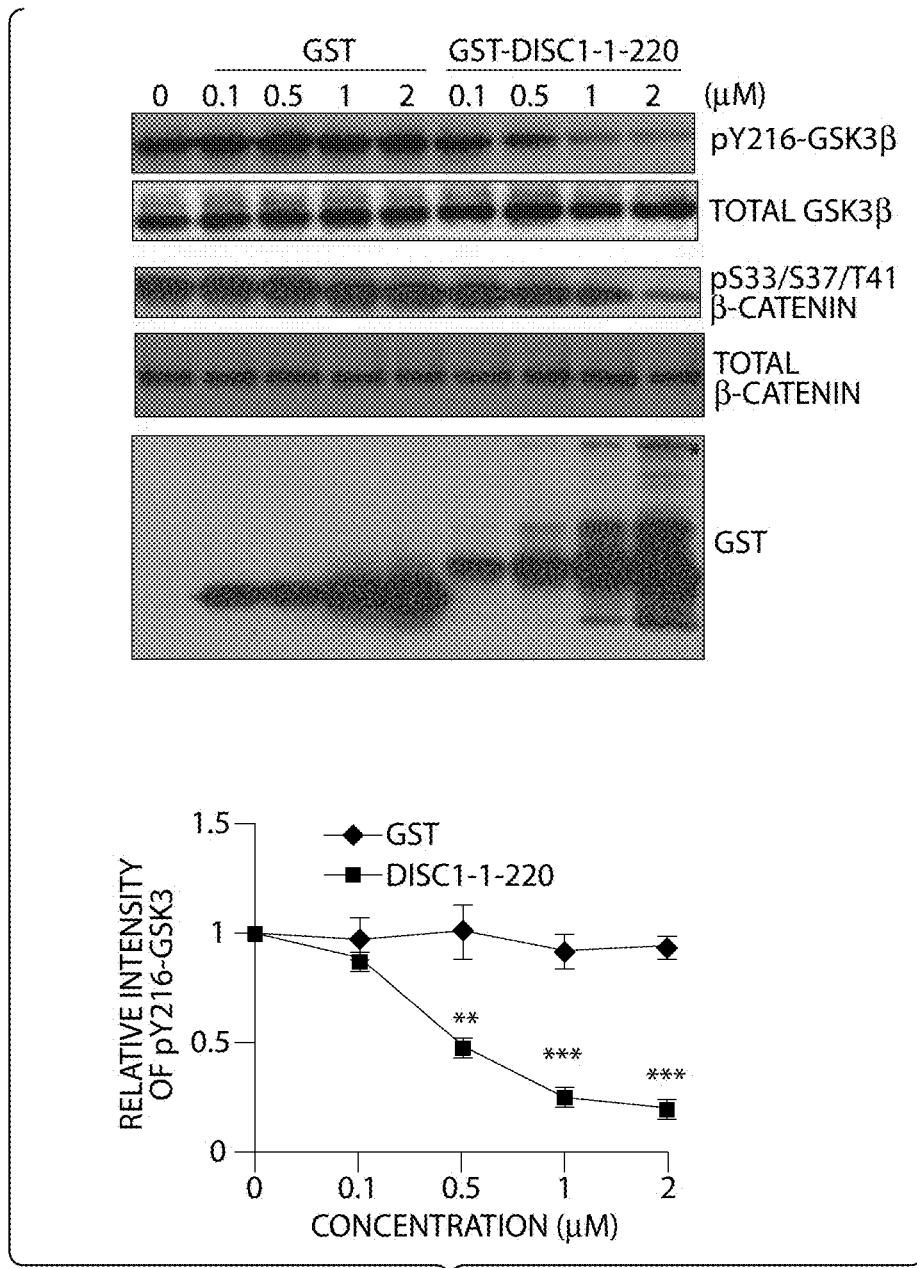 GST GST-DISC1-1-220
0 0.1 0.5 1 2 0.1 0.5 1 2 (μM)
pY216-GSK3β
TOTAL GSK3β
pS33/S37/T41
β-CATENIN
TOTAL
β-CATENIN
*
GST
1.5
1
0.5
0
RELATIVE INTENSITY
OF pY216-GSK3
GST
DISC1-1-220
**
***
***
0 0.1 0.5 1 2
CONCENTRATION (μM)